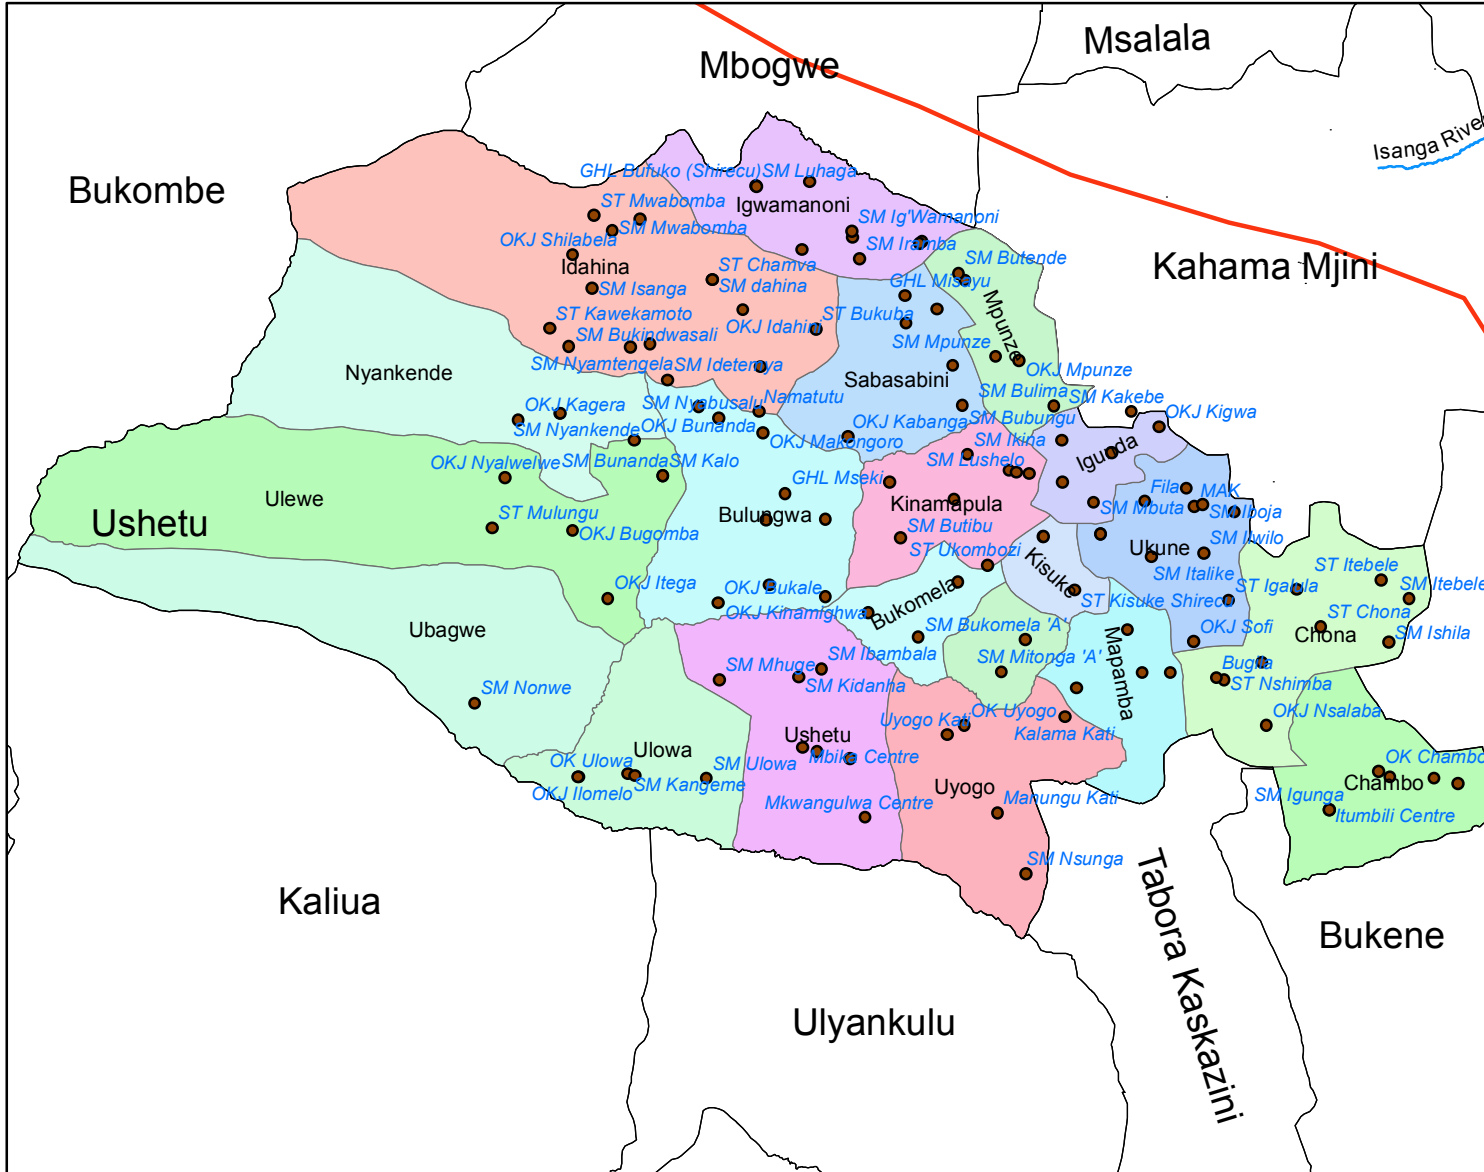 Msalala
Mbogwe
Isanga Rive
Bukombe
GHL Bufuko (Shirecu)
SM Luhaga
Igwamanoni
ST Mwabomba
SM Ig'Wamanoni
SM Mwabomba
OKJ Shilabela
SM Iramba
Idahina
ST Chamva
SM Butende
Kahama Mjini
SM Isanga
SM dahina
GHL Misayu
ST Kawekamoto
OKJ Idahini
ST Bukuba
Mpunze
SM Bukindwasali
SM Mpunze
SM Nyamtengela
SM Idetemya
OKJ Mpunze
Nyankende
Sabasabini
SM Bulima
SM Kakebe
OKJ Kagera
SM Nyabusalu
Namatutu
OKJ Kigwa
SM Nyankende
OKJ Bunanda
OKJ Makongoro
OKJ Kabanga
SM Bubungu
SM Ikina
Igunda
OKJ Nyalwelwe
SM Bunanda
SM Kalo
SM Lushelo
GHL Mseki
Ulewe
Kinamapula
Fila
MAK
SM Mbuta
SM Iboja
Ushetu
ST Mulungu
Bulungwa
SM Butibu
OKJ Bugomba
ST Ukombozi
Kisuke
Ukune
SM Ilwilo
SM Italike
ST Itebele
OKJ Itega
OKJ Bukale
Bukomela
ST Kisuke Shirecu
ST Igalula
SM Itebele
OKJ Kinamighwa
ST Chona
Ubagwe
SM Bukomela 'A'
Mapamba
OKJ Sofi
Chona
SM Ishila
SM Mhuge
SM Ibambala
SM Mitonga 'A'
Bugila
SM Nonwe
SM Kidanha
ST Nshimba
Ushetu
Uyogo Kati
OK Uyogo
Kalama Kati
OKJ Nsalaba
Ulowa
OK Ulowa
SM Ulowa
Mbika Centre
OK Chambo
SM Kangeme
Uyogo
Chambo
OKJ Ilomelo
Mkwangulwa Centre
Manungu Kati
SM Igunga
Itumbili Centre
SM Nsunga
Kaliua
Tabora Kaskazini
Bukene
Ulyankulu